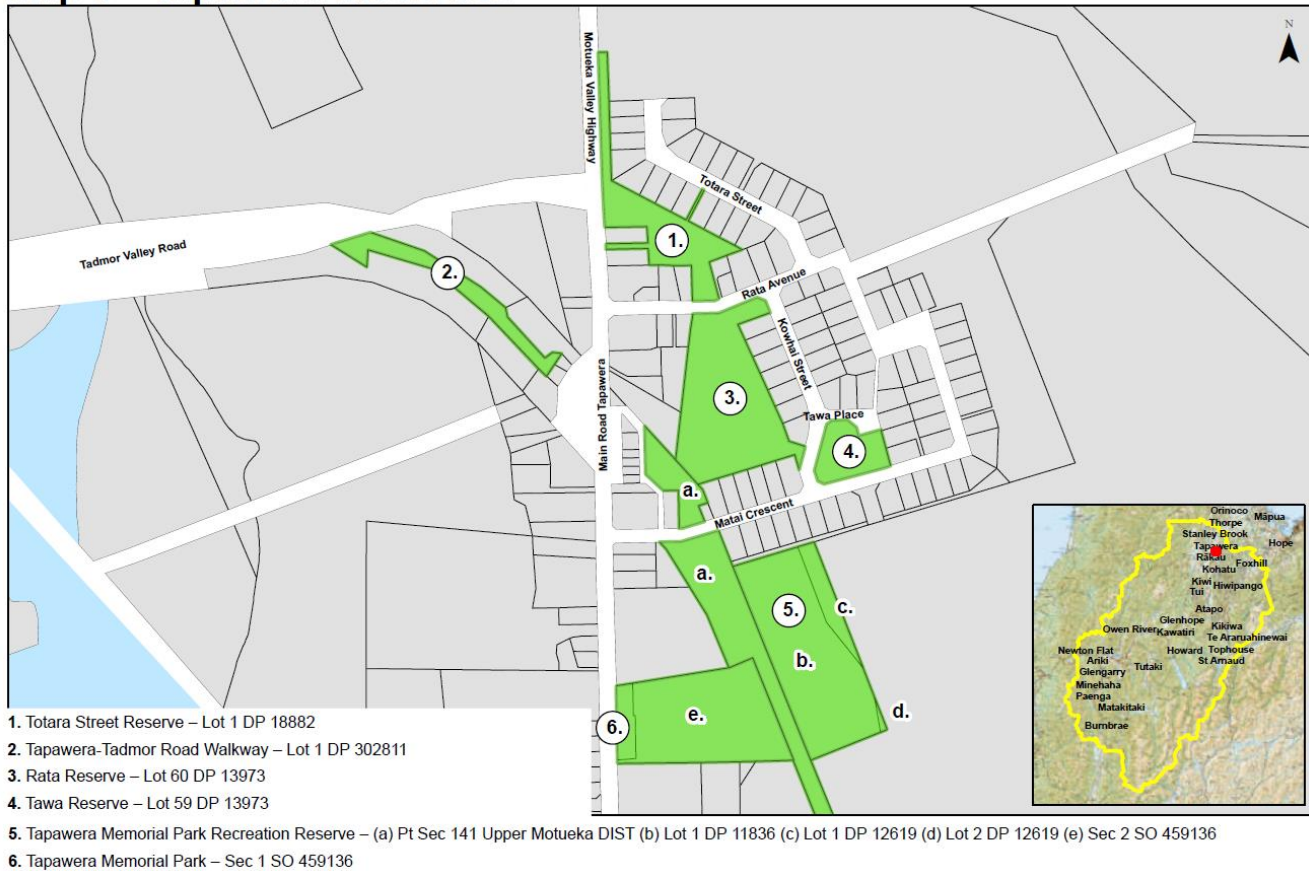 N
Motueka Valley Highway
Totara Street
Tadmor Valley Road
1.
2.
Rata Avenue
Kowhai Street
3.
Main Road Tapawera
Tawa Place
4.
a.
Matai Crescent
a.
5.
c.
b.
e.
d.
6.
Orinoco
Thorpe
Māpua
Stanley Brook
Tapawera
Hope
Rakau
Foxhill
Kohatu
Kiwi
Hiwipango
Tui
Atapo
Glenhope
Kikiwa
Owen River
Kawatiri
Te Araruahinewai
Newton Flat
Howard
Tophouse
Ariki
Tutaki
St Arnaud
Glengarry
Minehaha
Paenga
Matakitaki
Burnbrae
1. Totara Street Reserve – Lot 1 DP 18882
2. Tapawera-Tadmor Road Walkway – Lot 1 DP 302811
3. Rata Reserve – Lot 60 DP 13973
4. Tawa Reserve – Lot 59 DP 13973
5. Tapawera Memorial Park Recreation Reserve – (a) Pt Sec 141 Upper Motueka DIST (b) Lot 1 DP 11836 (c) Lot 1 DP 12619 (d) Lot 2 DP 12619 (e) Sec 2 SO 459136
6. Tapawera Memorial Park – Sec 1 SO 459136